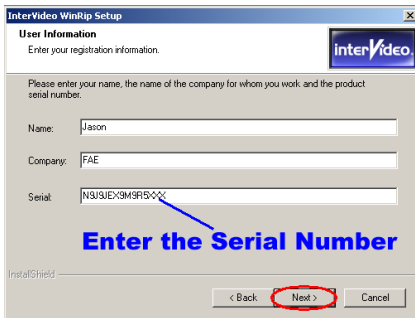 InterVideo WinRip Setup
User Information
Enter your registration information.
interVideo.
Please enter your name, the name of the company for whom you work and the product
serial number.
Name: Jason
Company: FAE
Serial: N9J9JEX9M9R5XXX
Enter the Serial Number
InstallShield
< Back Next > Cancel